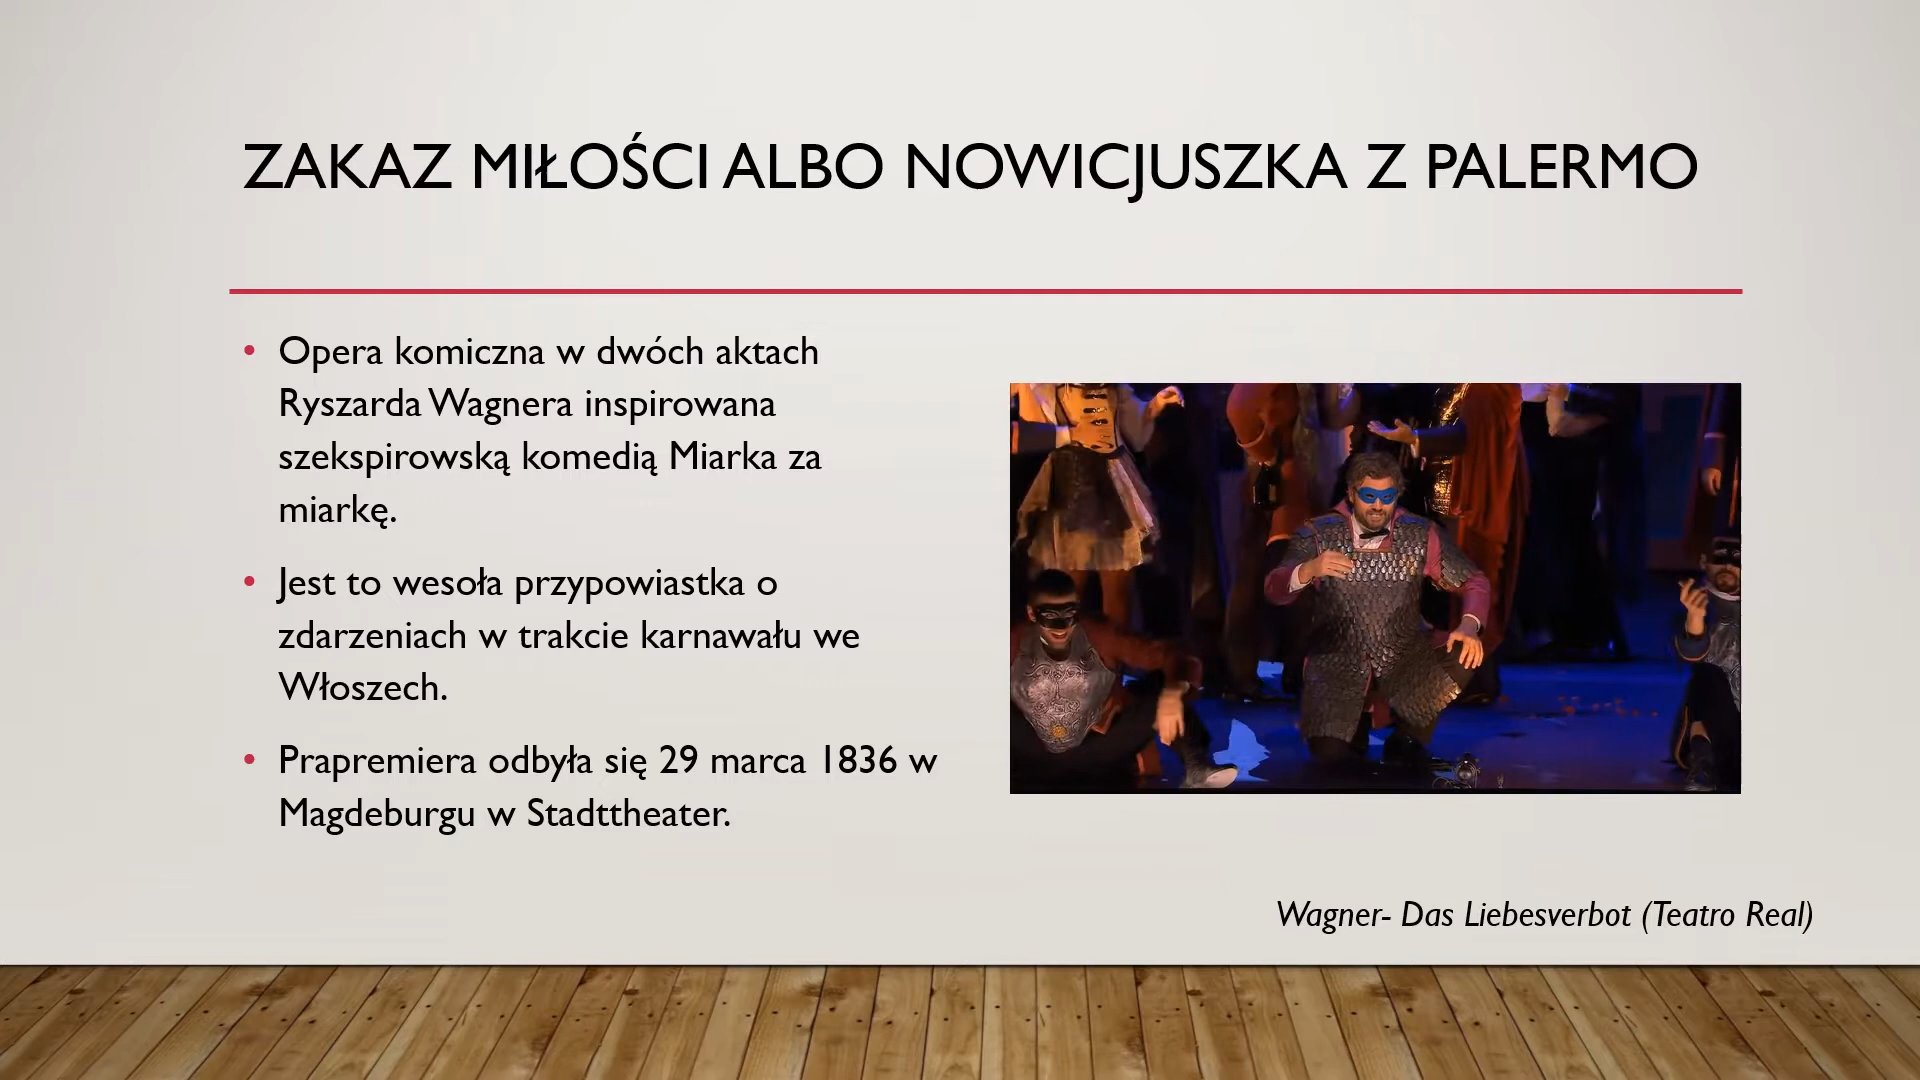 ZAKAZ MIŁOŚCI ALBO NOWICJUSZKA Z PALERMO
• Opera komiczna w dwóch aktach
Ryszarda Wagnera inspirowana
szekspirowską komedią Miarka za
miarkę.
• Jest to wesoła przypowiastka o
zdarzeniach w trakcie karnawału we
Włoszech.
• Prapremiera odbyła się 29 marca 1836 w
Magdeburgu w Stadttheater.
Wagner- Das Liebesverbot (Teatro Real)